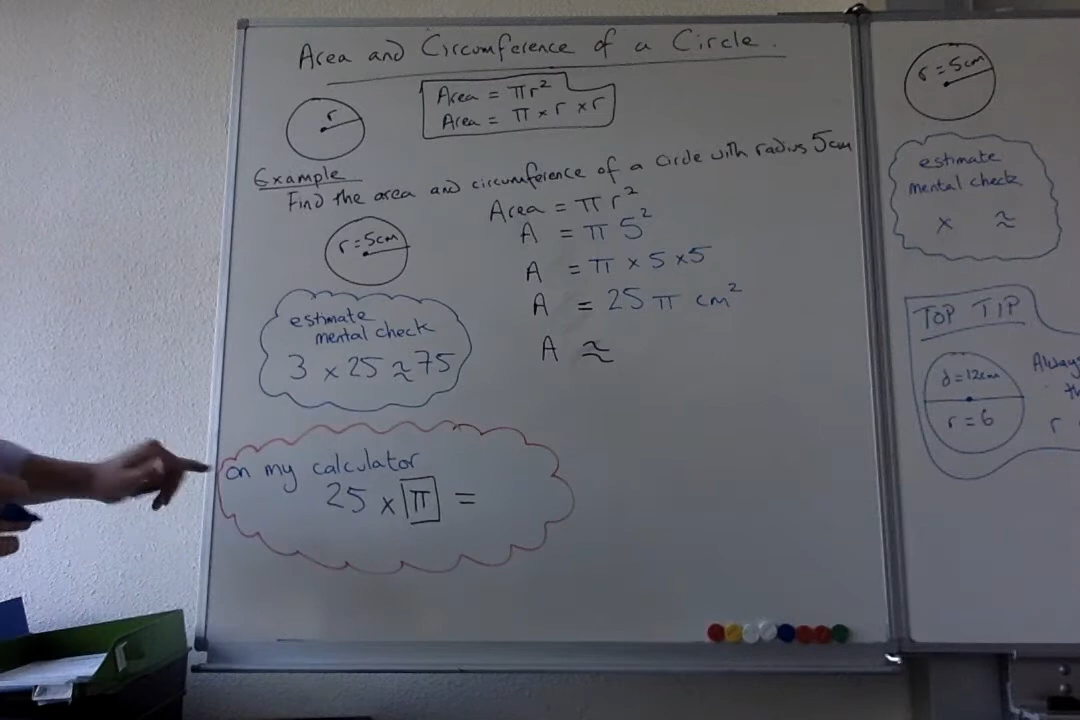 Area and Circumference of a Circle.
r
Area = πr²
Area = π × r × r
Example
Find the area and circumference of a circle with radius 5cm
r = 5cm
Area = πr²
A = π 5²
A = π × 5 × 5
A = 25 π cm²
A ≈
estimate
mental check
3 × 25 ≈ 75
on my calculator
25 × π =
r = 5cm
estimate
mental check
× ≈
TOP TIP
d = 12cm
r = 6
Always
r